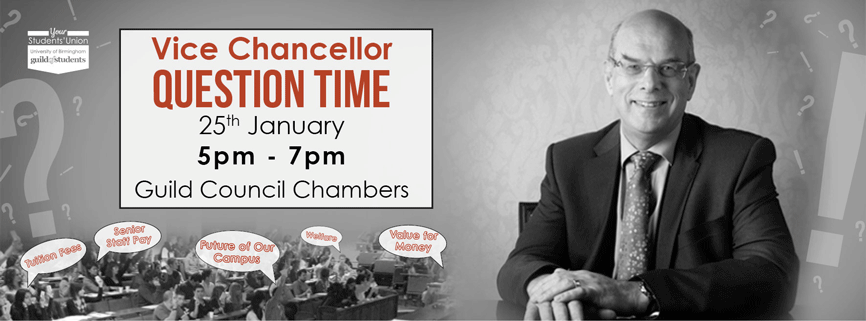 Your
Students' Union
University of Birmingham
guild of students
Vice Chancellor
QUESTION TIME
25th January
5pm - 7pm
Guild Council Chambers
Tuition Fees
Senior
Staff Pay
Future of Our
Campus
Welfare
Value for
Money